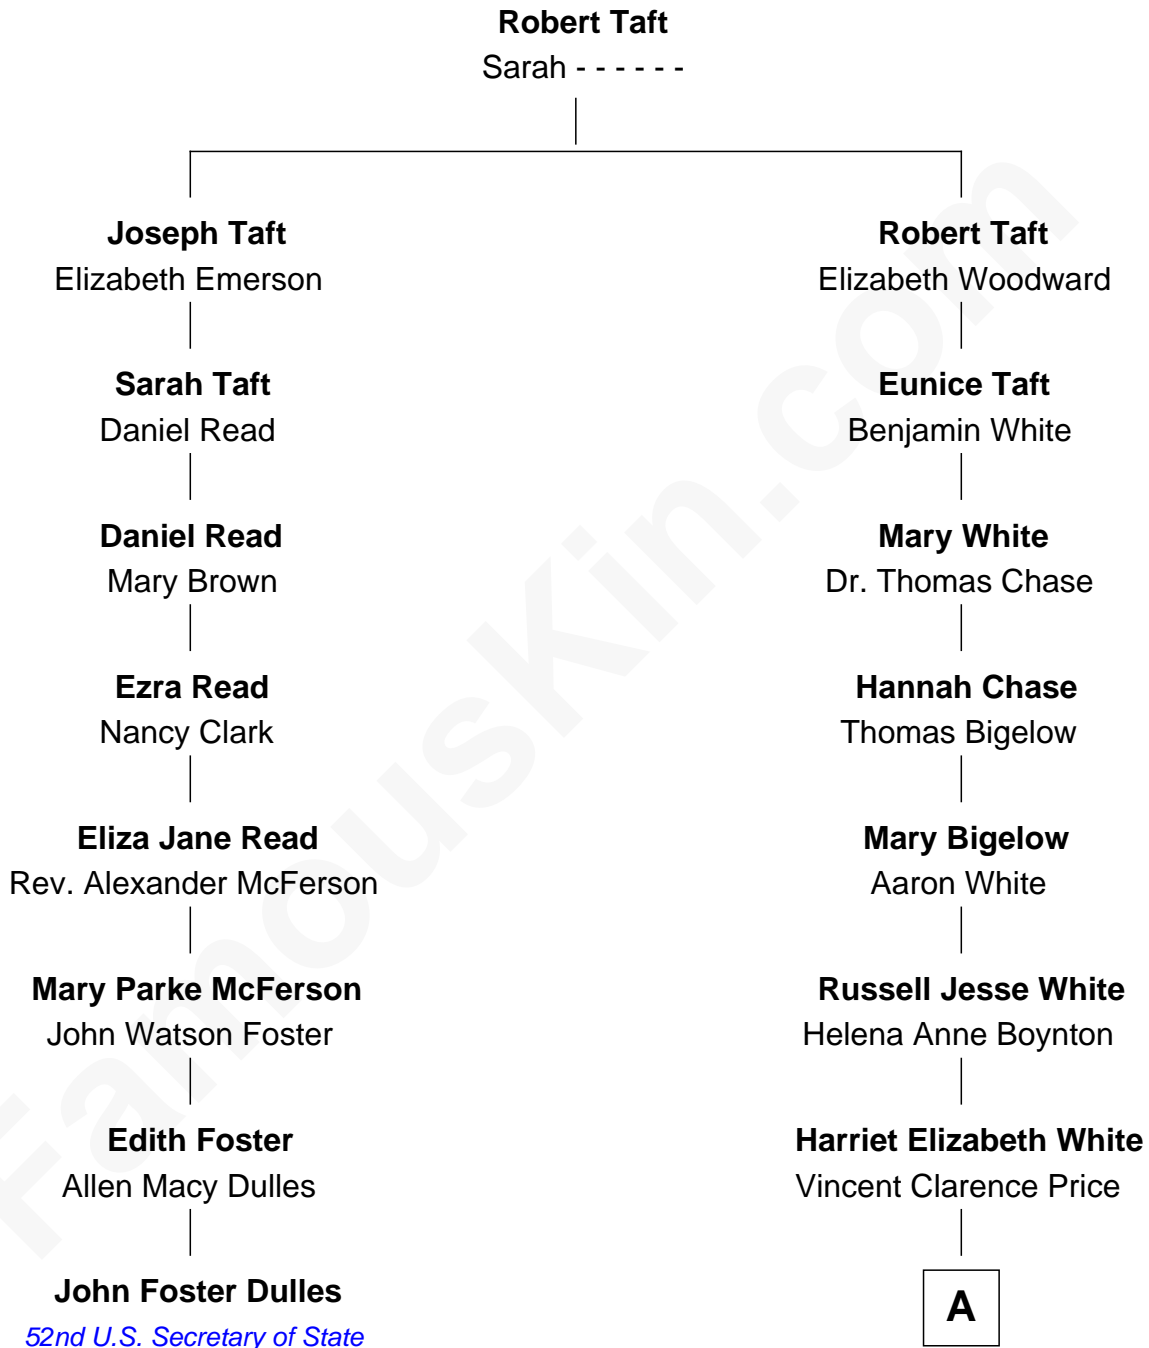 Robert Taft
Sarah - - - - - -
Joseph Taft
Elizabeth Emerson
Robert Taft
Elizabeth Woodward
Sarah Taft
Daniel Read
Eunice Taft
Benjamin White
Daniel Read
Mary Brown
Mary White
Dr. Thomas Chase
Ezra Read
Nancy Clark
Hannah Chase
Thomas Bigelow
Eliza Jane Read
Rev. Alexander McFerson
Mary Bigelow
Aaron White
Mary Parke McFerson
John Watson Foster
Russell Jesse White
Helena Anne Boynton
Edith Foster
Allen Macy Dulles
Harriet Elizabeth White
Vincent Clarence Price
John Foster Dulles
52nd U.S. Secretary of State
A
FamousKin.com